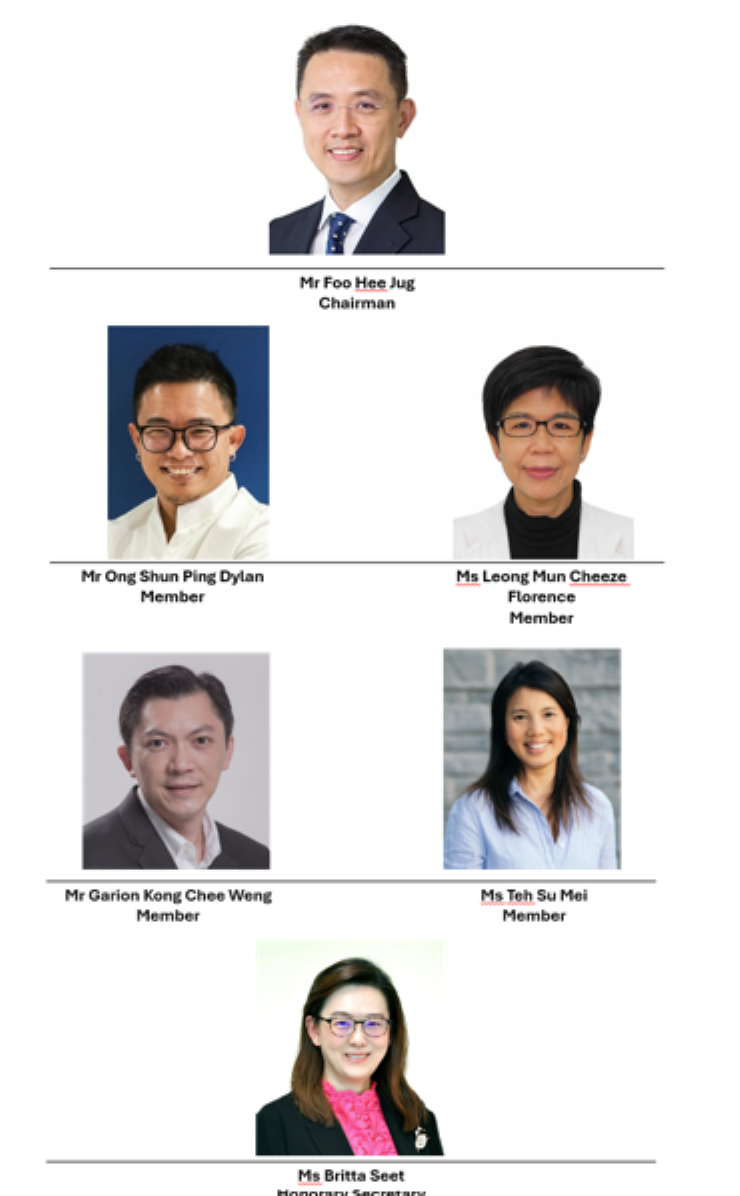 Mr Foo Hee Jug
Chairman
Mr Ong Shun Ping Dylan
Member
Ms Leong Mun Cheeze
Florence
Member
Mr Garion Kong Chee Weng
Member
Ms Teh Su Mei
Member
Ms Britta Seet
Honorary Secretary